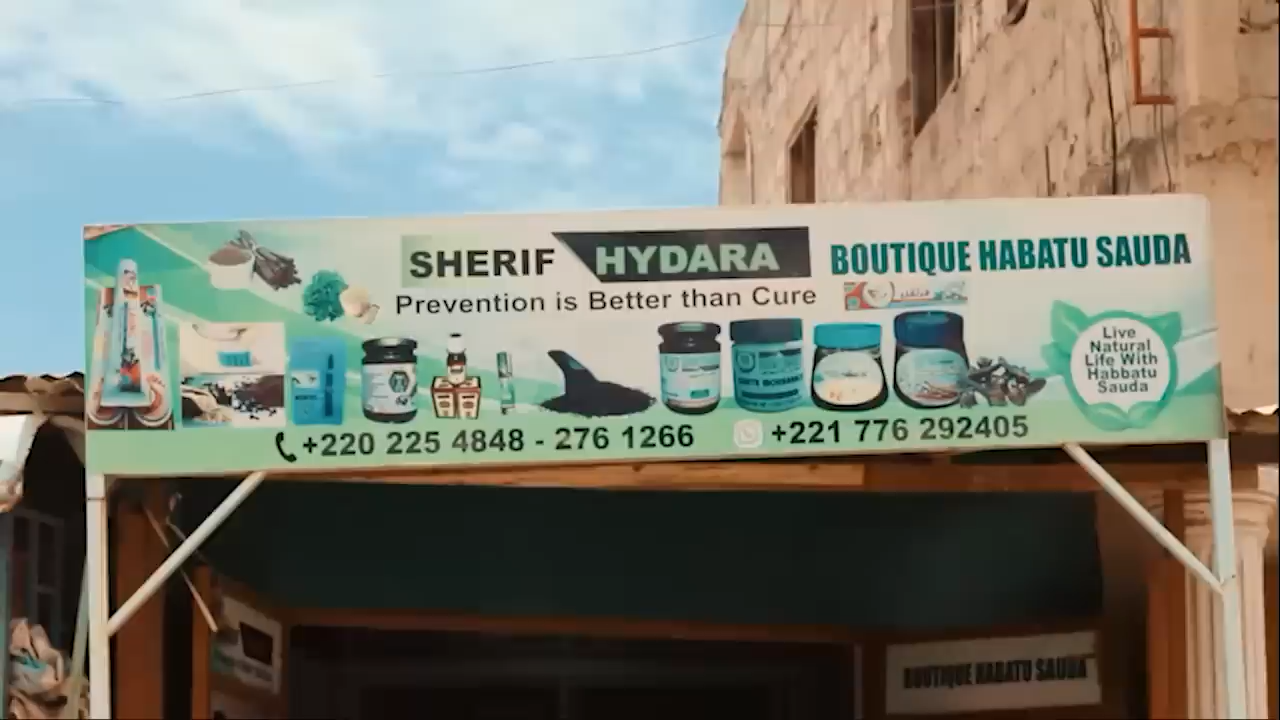 SHERIF HYDARA
BOUTIQUE HABATU SAUDA
Prevention is Better than Cure
Live
Natural
Life With
Habbatu
Sauda
+220 225 4848 - 276 1266
+221 776 292405
BOUTIQUE HABATU SAUDA